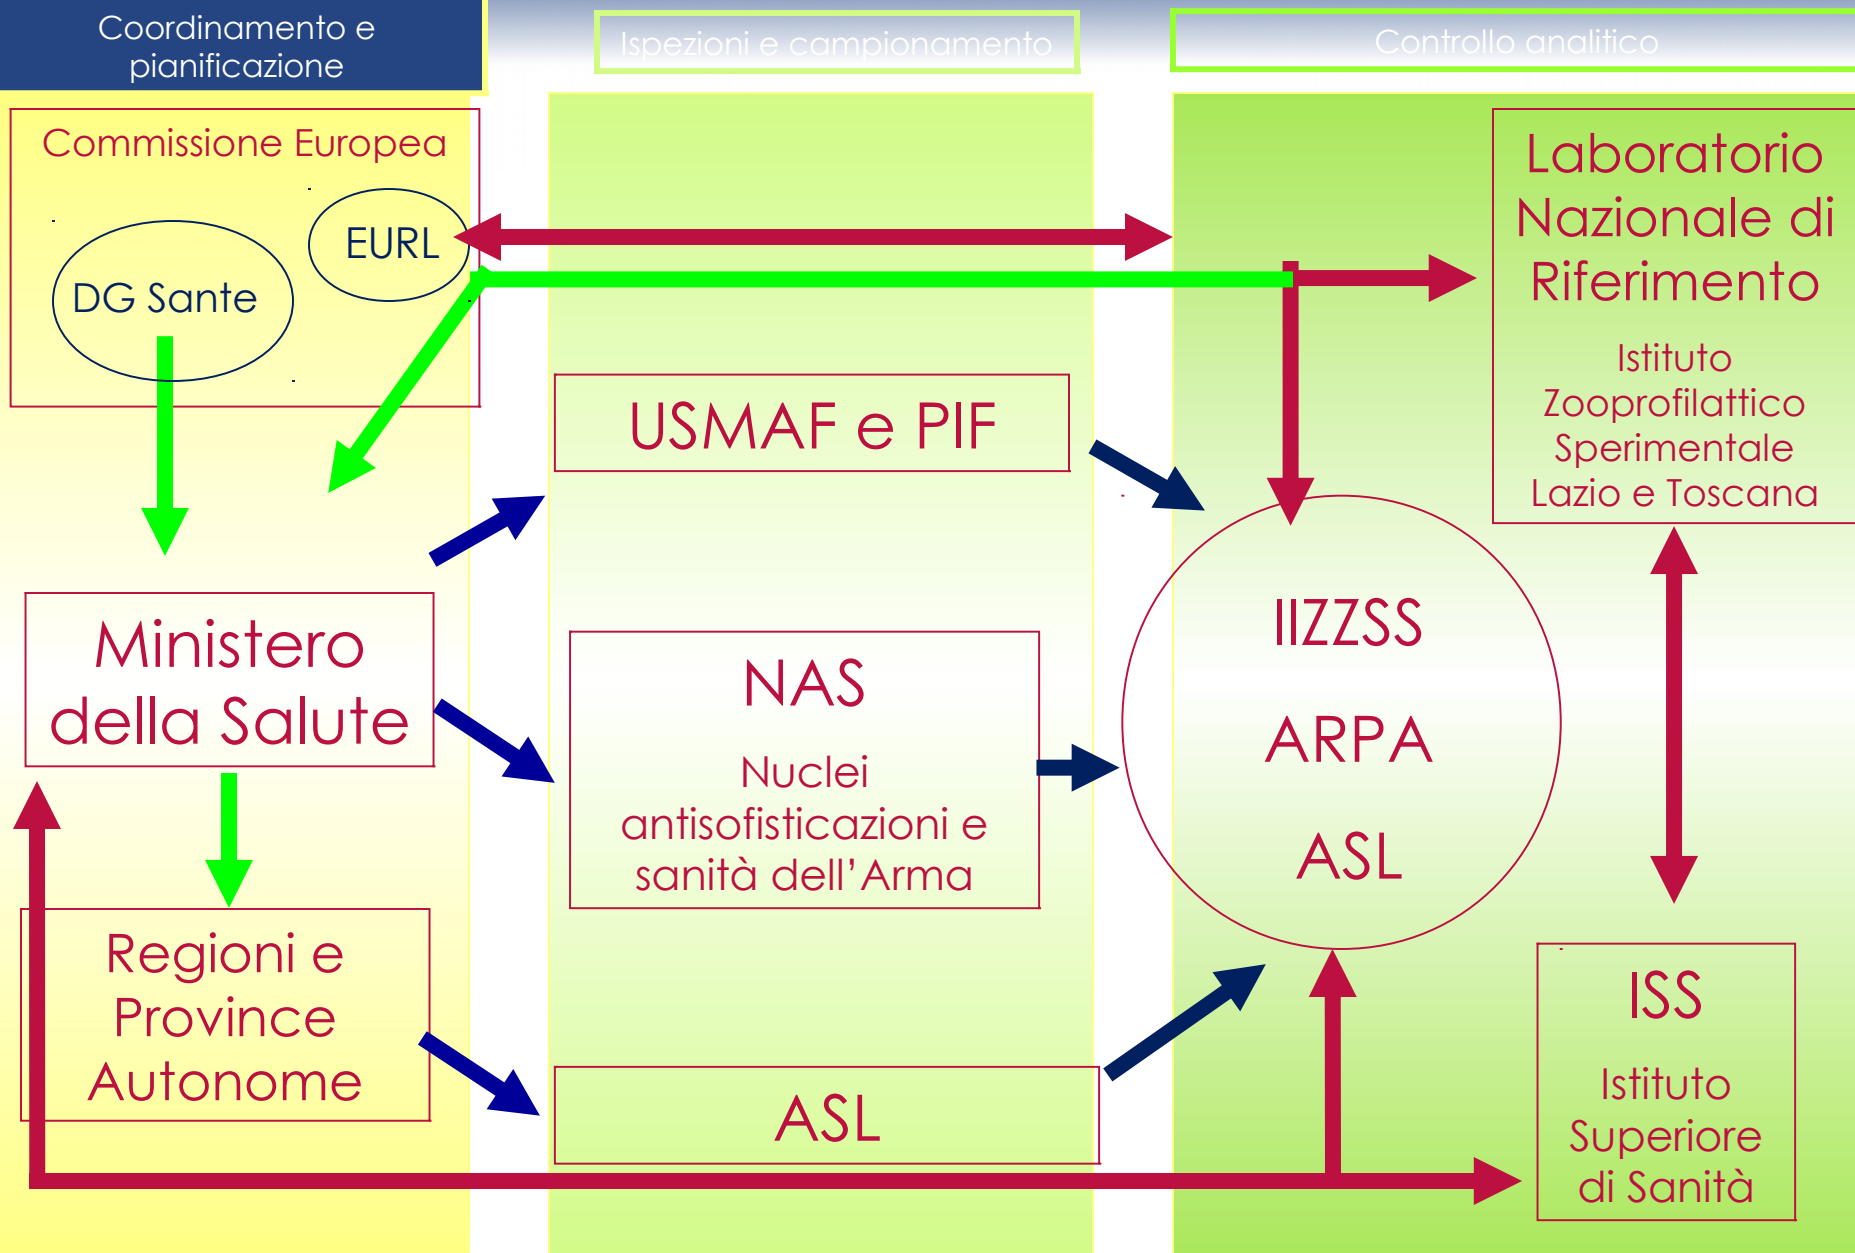 Coordinamento e
pianificazione
Ispezioni e campionamento
Controllo analitico
Commissione Europea
EURL
DG Sante
Ministero
della Salute
Regioni e
Province
Autonome
USMAF e PIF
NAS
Nuclei
antisofisticazioni e
sanità dell’Arma
ASL
IIZZSS
ARPA
ASL
Laboratorio
Nazionale di
Riferimento
Istituto
Zooprofilattico
Sperimentale
Lazio e Toscana
ISS
Istituto
Superiore
di Sanità